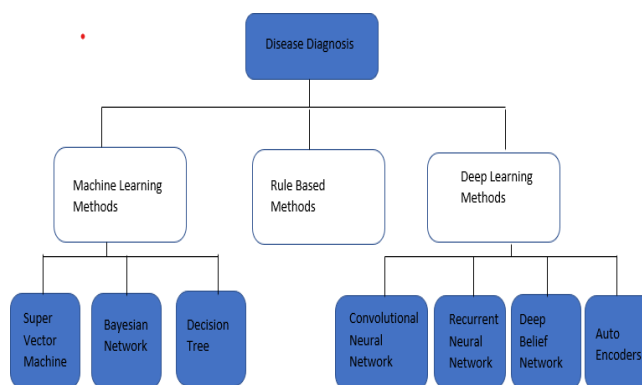 Disease Diagnosis
Machine Learning
Methods
Rule Based
Methods
Deep Learning
Methods
Super
Vector
Machine
Bayesian
Network
Decision
Tree
Convolutional
Neural
Network
Recurrent
Neural
Network
Deep
Belief
Network
Auto
Encoders